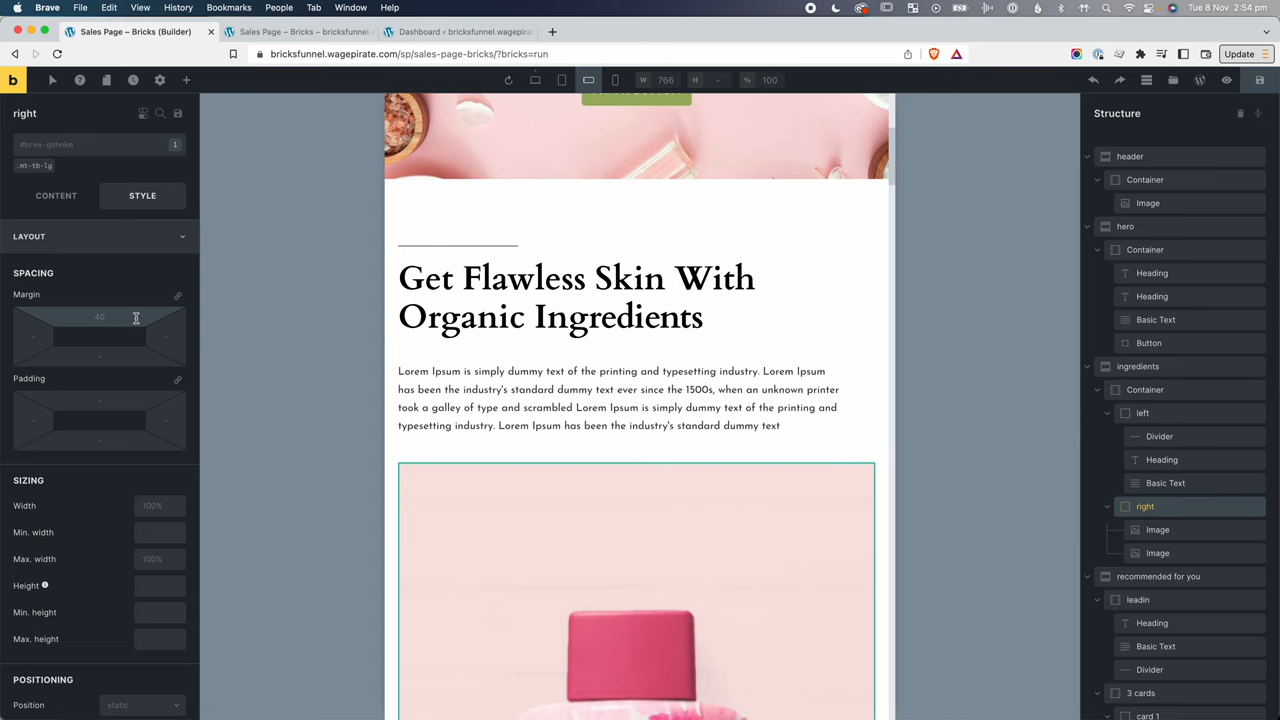 Brave File Edit View History Bookmarks People Tab Window Help
Tue 8 Nov 2:54 pm
Sales Page – Bricks (Builder)
Sales Page – Bricks – bricksfunnel.
Dashboard ‹ bricksfunnel.wagepirat
bricksfunnel.wagepirate.com/sp/sales-page-bricks/?bricks=run
Update
b
W 766 H - % 100
right
#brxe-qshnkm
1
.mt-tb-lg
CONTENT STYLE
LAYOUT
SPACING
Margin
40
Padding
SIZING
Width 100%
Min. width
Max. width 100%
Height
Min. height
Max. height
POSITIONING
Position static
Get Flawless Skin With
Organic Ingredients
Lorem Ipsum is simply dummy text of the printing and typesetting industry. Lorem Ipsum
has been the industry's standard dummy text ever since the 1500s, when an unknown printer
took a galley of type and scrambled Lorem Ipsum is simply dummy text of the printing and
typesetting industry. Lorem Ipsum has been the industry's standard dummy text
Structure
header
Container
Image
hero
Container
Heading
Heading
Basic Text
Button
ingredients
Container
left
Divider
Heading
Basic Text
right
Image
Image
recommended for you
leadin
Heading
Basic Text
Divider
3 cards
card 1